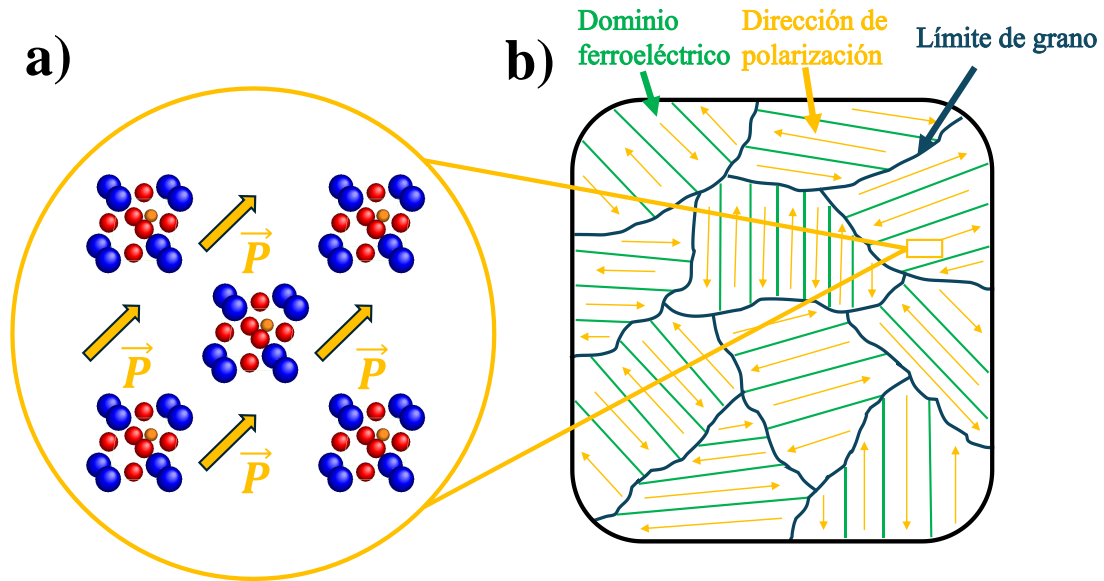 a)
b)
Dominio
ferroeléctrico
Dirección de
polarización
Límite de grano
P
P
P
P